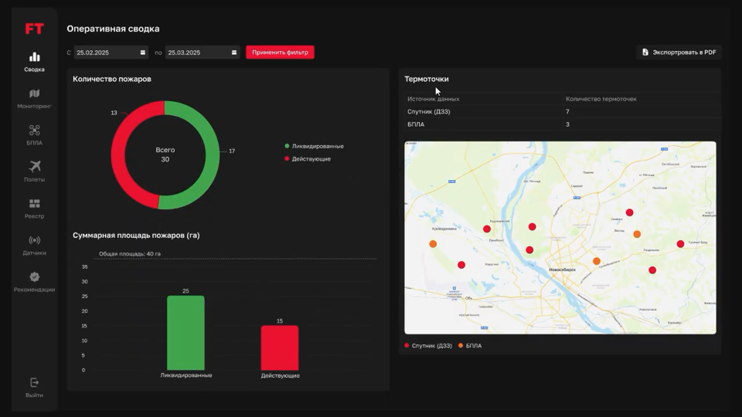 FT
Сводка
Мониторинг
БПЛА
Полеты
Реестр
Датчики
Рекомендации
Выйти
Оперативная сводка
С 25.02.2025 по 25.03.2025 Применить фильтр
Экспортировать в PDF
Количество пожаров
13
Всего
30
17
Ликвидированные
Действующие
Суммарная площадь пожаров (га)
Общая площадь: 40 га
35
30
25
20
15
10
5
0
25
15
Ликвидированные
Действующие
Термоточки
Источник данных Количество термоточек
Спутник (ДЗЗ) 7
БПЛА 3
Новосибирск
Спутник (ДЗЗ) БПЛА